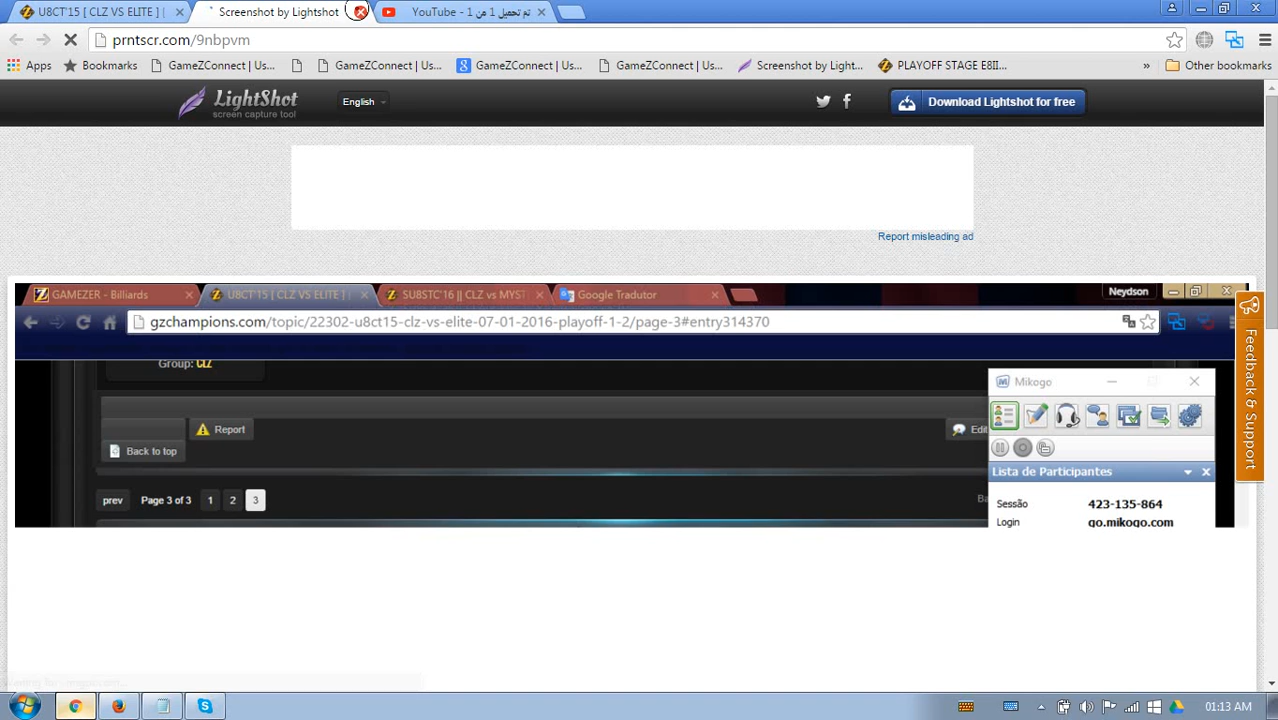 U8CT'15 [ CLZ VS ELITE ]
Screenshot by Lightshot
تم تحميل 1 من 1 - YouTube
prntscr.com/9nbpvm
Apps
Bookmarks
GameZConnect | Us...
GameZConnect | Us...
GameZConnect | Us...
GameZConnect | Us...
Screenshot by Light...
PLAYOFF STAGE E8II...
»
Other bookmarks
LightShot
screen capture tool
English
Download Lightshot for free
Report misleading ad
GAMEZER - Billiards
U8CT'15 [ CLZ VS ELITE ]
SU8STC'16 || CLZ vs MYST
Google Tradutor
Neydson
gzchampions.com/topic/22302-u8ct15-clz-vs-elite-07-01-2016-playoff-1-2/page-3#entry314370
Group: CLZ
Mikogo
Report
Edit
Back to top
Lista de Participantes
prev
Page 3 of 3
1
2
3
Sessão
423-135-864
Login
go.mikogo.com
Feedback & Support
01:13 AM